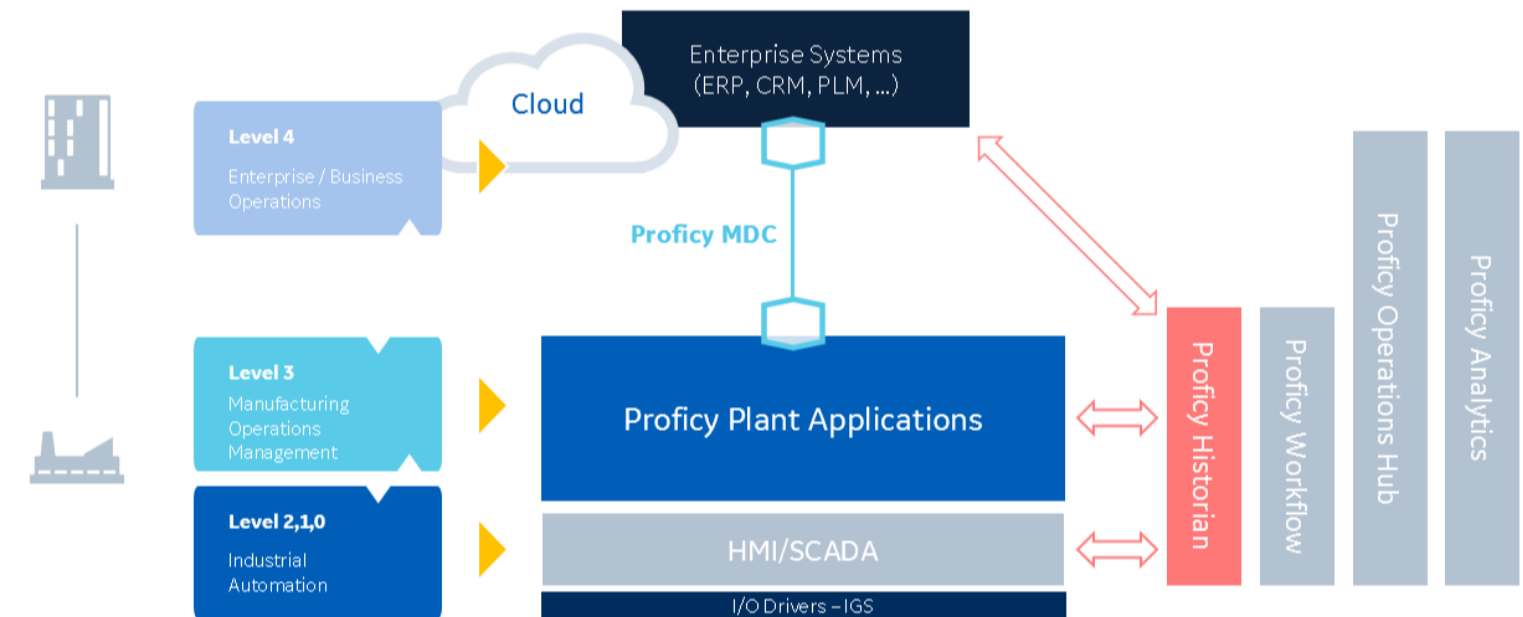 Enterprise Systems
(ERP, CRM, PLM, ...)
Cloud
Level 4
Enterprise / Business
Operations
Proficy MDC
Level 3
Manufacturing
Operations
Management
Proficy Plant Applications
Level 2,1,0
Industrial
Automation
HMI/SCADA
I/O Drivers – IGS
Proficy Historian
Proficy Workflow
Proficy Operations Hub
Proficy Analytics